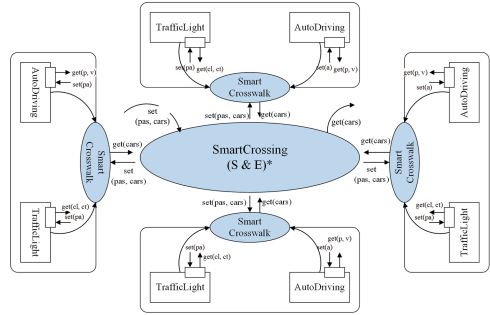 TrafficLight
AutoDriving
get(cl, ct)
set(pa)
set(a)
get(p, v)
Smart
Crosswalk
set(pas, cars)
get(cars)
AutoDriving
get(p, v)
set(pa)
Smart
Crosswalk
get(cars)
set
(pas, cars)
get(cl, ct)
set(pa)
TrafficLight
set
(pas, cars)
get(cars)
SmartCrossing
(S & E)*
get(p, v)
set(a)
AutoDriving
get(cars)
set
(pas, cars)
Smart
Crosswalk
get(cl, ct)
set(pa)
TrafficLight
set(pas, cars)
get(cars)
Smart
Crosswalk
set(pa)
get(cl, ct)
set(a)
get(p, v)
TrafficLight
AutoDriving